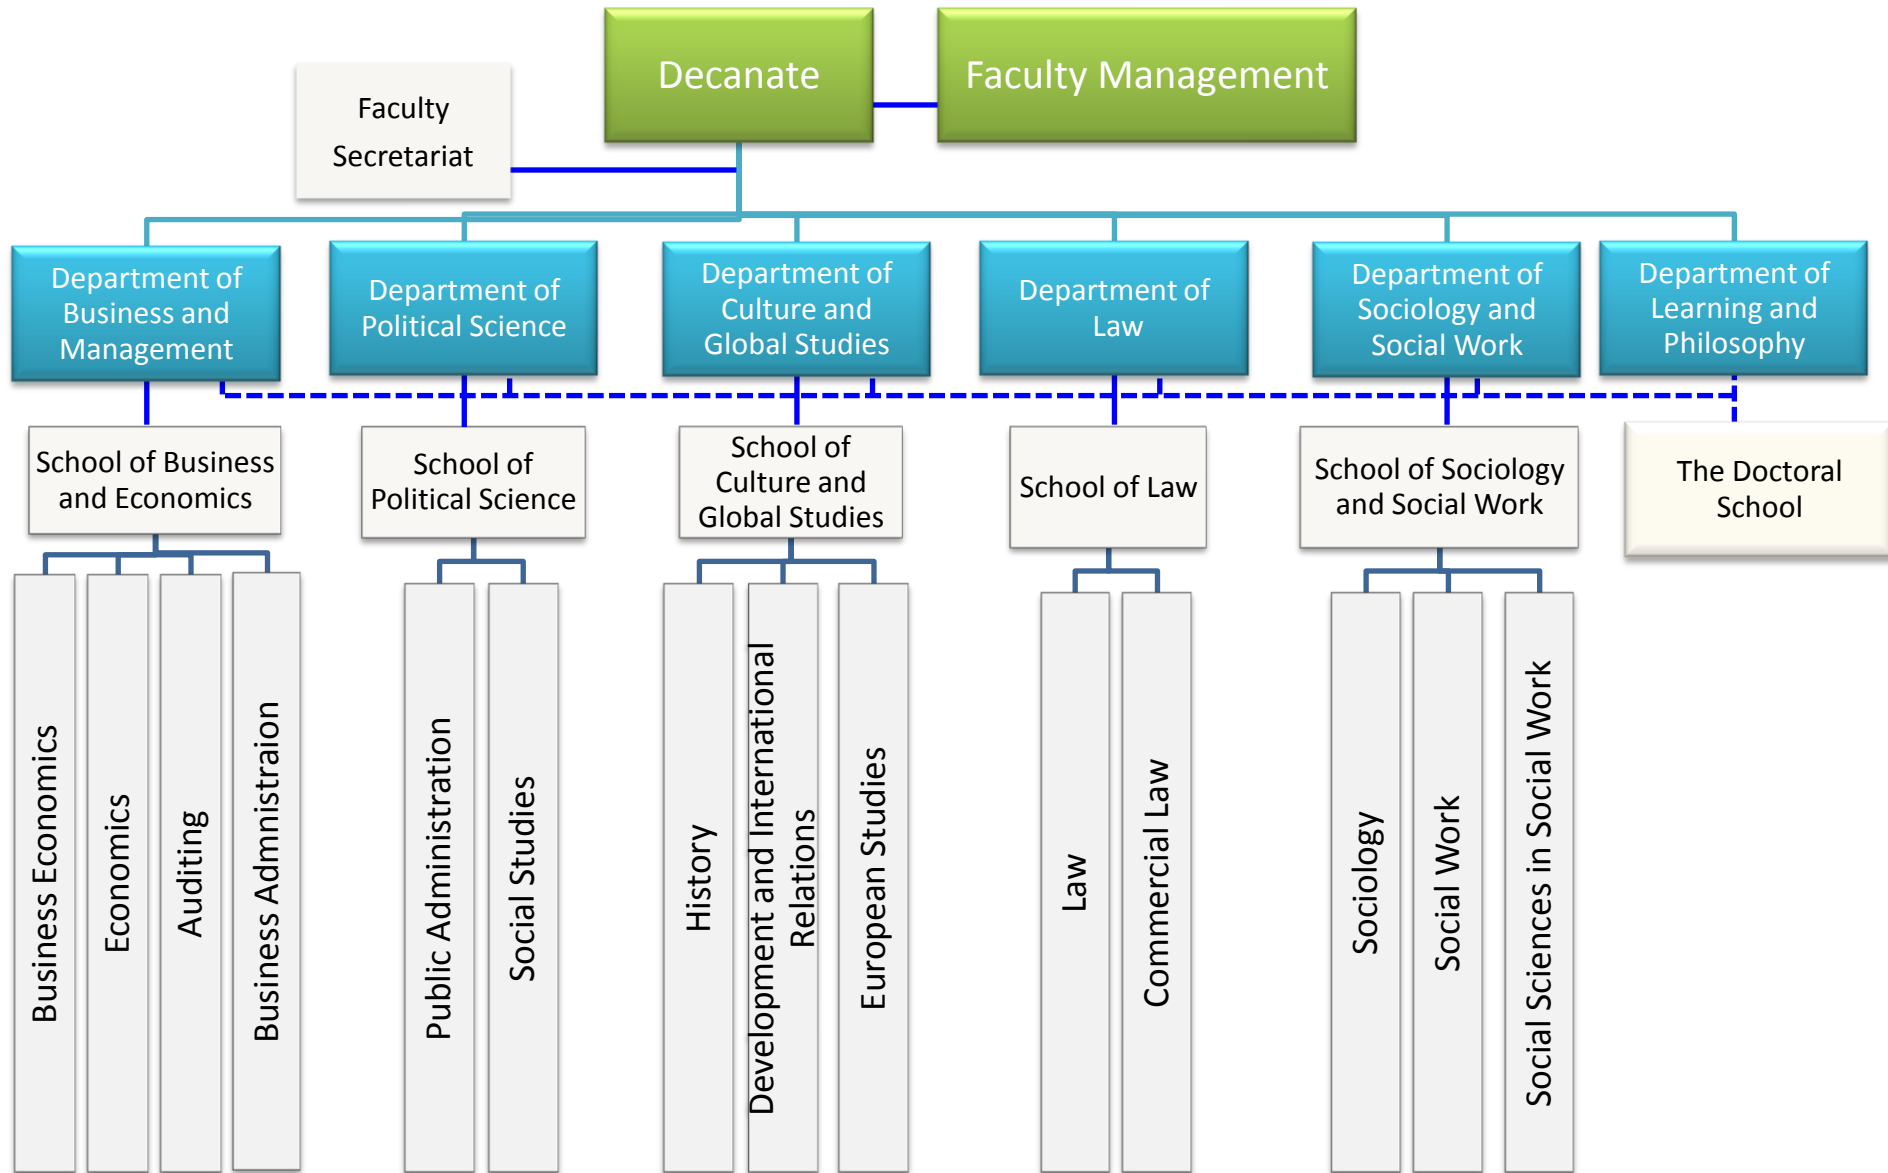 Decanate
Faculty Management
Faculty
Secretariat
Department of
Business and
Management
Department of
Political Science
Department of
Culture and
Global Studies
Department of
Law
Department of
Sociology and
Social Work
Department of
Learning and
Philosophy
School of Business
and Economics
School of
Political Science
School of
Culture and
Global Studies
School of Law
School of Sociology
and Social Work
The Doctoral
School
Business Economics
Economics
Auditing
Business Admnistraion
Public Administration
Social Studies
History
Development and International
Relations
European Studies
Law
Commercial Law
Sociology
Social Work
Social Sciences in Social Work